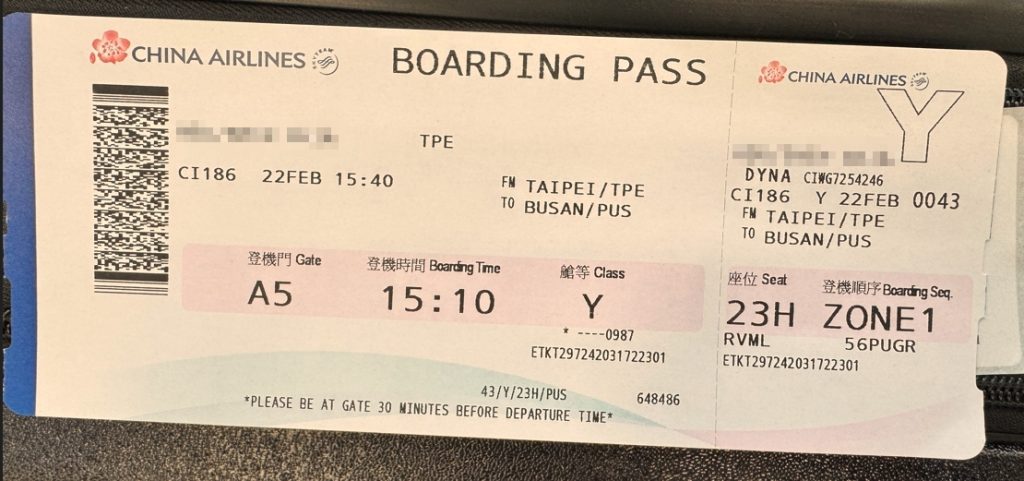 CHINA AIRLINES
BOARDING PASS
TPE
CI186 22FEB 15:40
FM TAIPEI/TPE
TO BUSAN/PUS
登機門 Gate 登機時間 Boarding Time 艙等 Class
A5 15:10 Y
* ----0987
ETKT297242031722301
43/Y/23H/PUS 648486
*PLEASE BE AT GATE 30 MINUTES BEFORE DEPARTURE TIME*
CHINA AIRLINES
Y
DYNA CIWG7254246
CI186 Y 22FEB 0043
FM TAIPEI/TPE
TO BUSAN/PUS
座位 Seat 登機順序 Boarding Seq.
23H ZONE1
RVML 56PUGR
ETKT297242031722301